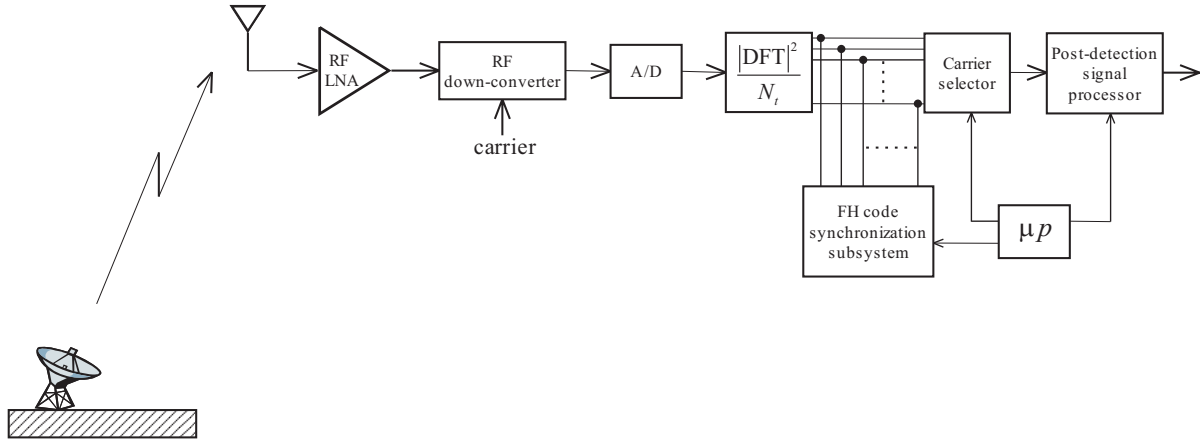 RF
LNA
RF
down-converter
carrier
A/D
|DFT|²
Nₜ
Carrier
selector
Post-detection
signal
processor
FH code
synchronization
subsystem
μp